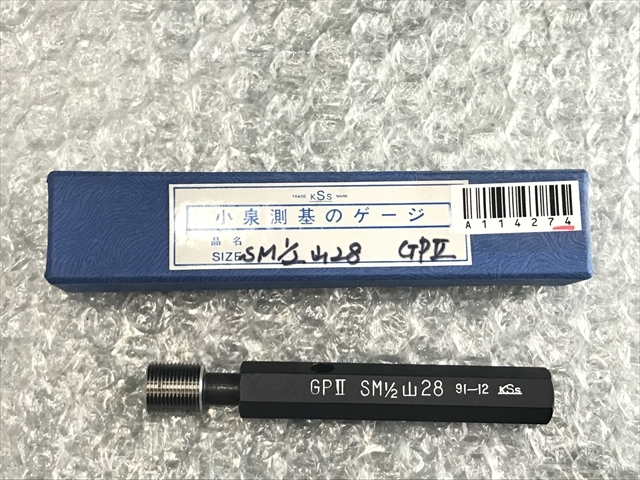 TRADE KSS MARK
小泉測基のゲージ
品名
SIZE SM1/2山28 GPⅡ
A114274
GPⅡ SM1/2山28 91-12 KSS